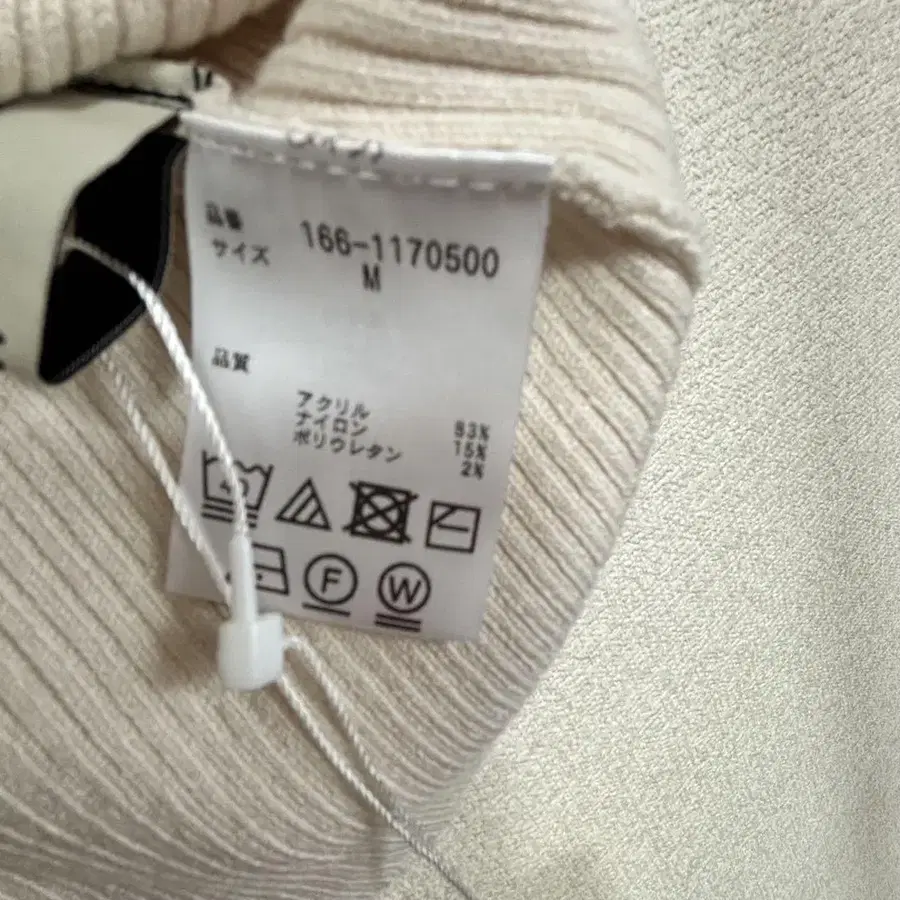 品番 166-1170500
サイズ M
品質
アクリル 83%
ナイロン 15%
ポリウレタン 2%
40
F W